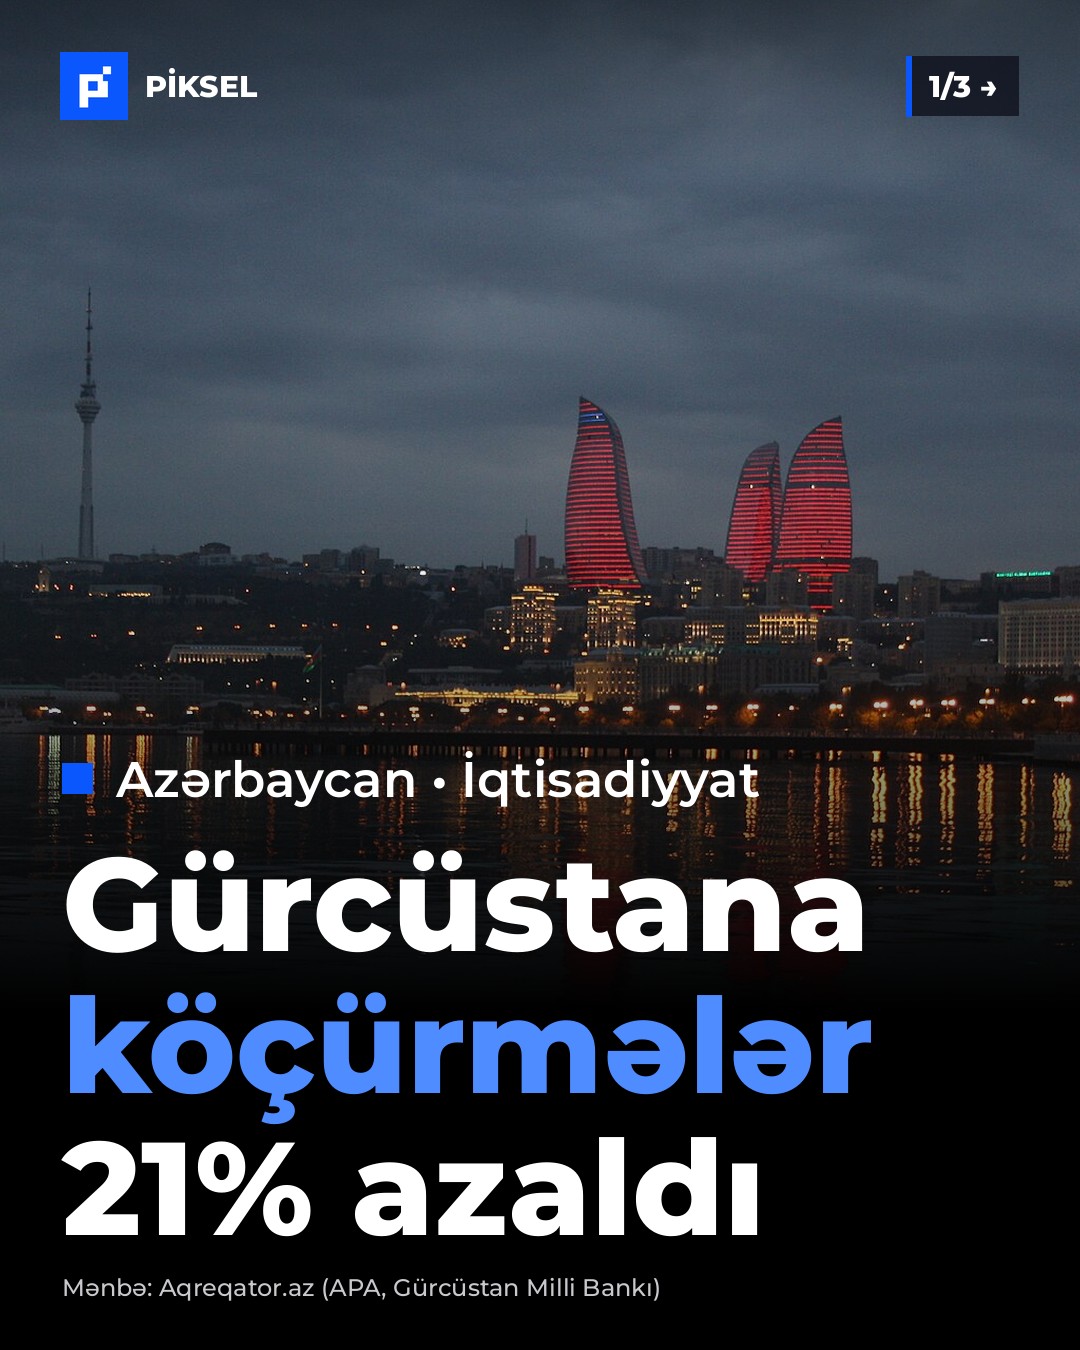 PİKSEL
1/3 →
Azərbaycan • İqtisadiyyat
Gürcüstana
köçürmələr
21% azaldı
Mənbə: Aqreqator.az (APA, Gürcüstan Milli Bankı)